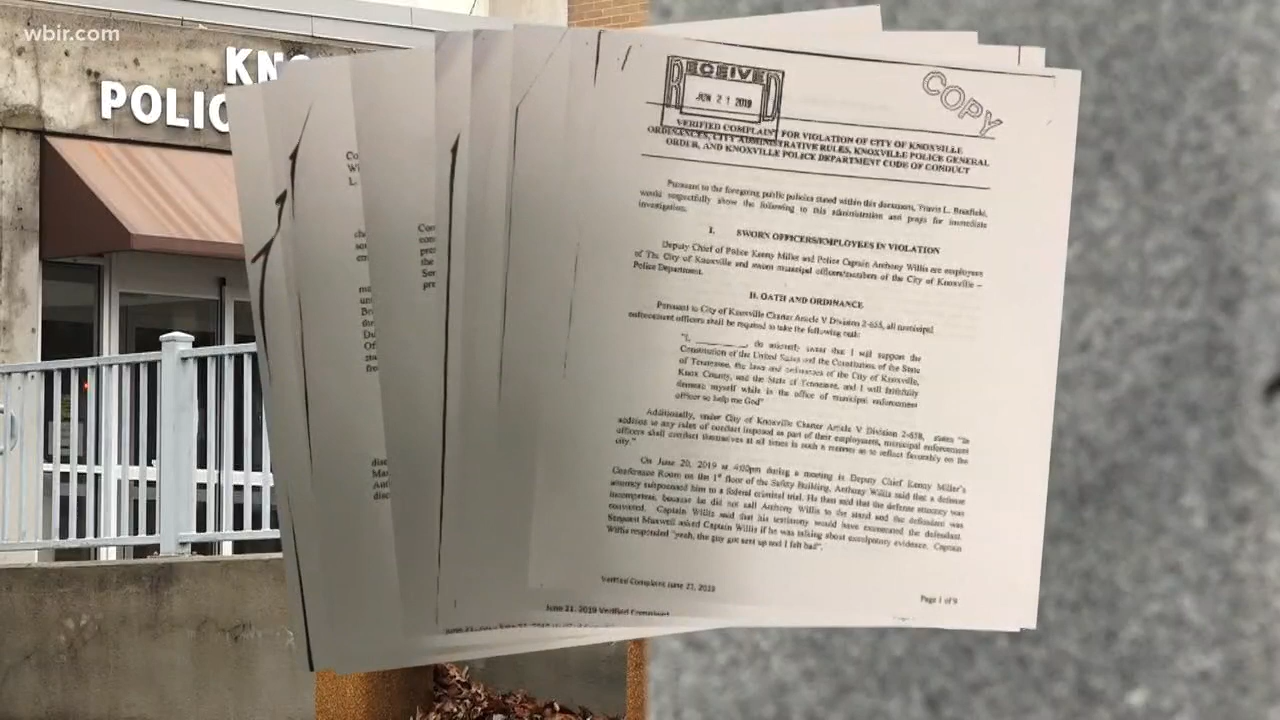 wbir.com
KN
POLIC
RECEIVED
JUN 21 2019
COPY
VERIFIED COMPLAINT FOR VIOLATION OF CITY OF KNOXVILLE
ORDINANCES, CITY ADMINISTRATIVE RULES, KNOXVILLE POLICE GENERAL
ORDER, AND KNOXVILLE POLICE DEPARTMENT CODE OF CONDUCT
Pursuant to the foregoing public policies stated within this document, Travis L. Brasfield,
would respectfully show the following to this administration and prays for immediate
investigation.
I. SWORN OFFICERS/EMPLOYEES IN VIOLATION
Deputy Chief of Police Kenny Miller and Police Captain Anthony Willis are employees
of The City of Knoxville and sworn municipal officers/members of the City of Knoxville –
Police Department.
II. OATH AND ORDINANCE
Pursuant to City of Knoxville Charter Article V Division 2-655, all municipal
enforcement officers shall be required to take the following oath:
"I, __________, do solemnly swear that I will support the
Constitution of the United States and the Constitution of the State
of Tennessee, the laws and ordinances of the City of Knoxville,
Knox County, and the State of Tennessee, and I will faithfully
demean myself while in the office of municipal enforcement
officer so help me God"
Additionally, under City of Knoxville Charter Article V Division 2-658, states "in
addition to any rules of conduct imposed as part of their employment, municipal enforcement
officers shall conduct themselves at all times in such a manner as to reflect favorably on the
city."
On June 20, 2019 at 4:00pm during a meeting in Deputy Chief Kenny Miller's
Conference Room on the 1st floor of the Safety Building, Anthony Willis said that a defense
attorney subpoenaed him to a federal criminal trial. He then said that the defense attorney was
incompetent, because he did not call Anthony Willis to the stand and the defendant was
convicted. Captain Willis said that his testimony would have exonerated the defendant.
Sergeant Maxwell asked Captain Willis if he was talking about exculpatory evidence. Captain
Willis responded "yeah, the guy got sent up and I felt bad".
Verified Complaint June 21, 2019
Page 1 of 9
June 21, 2019 Verified Complaint
Co
Wi
L.